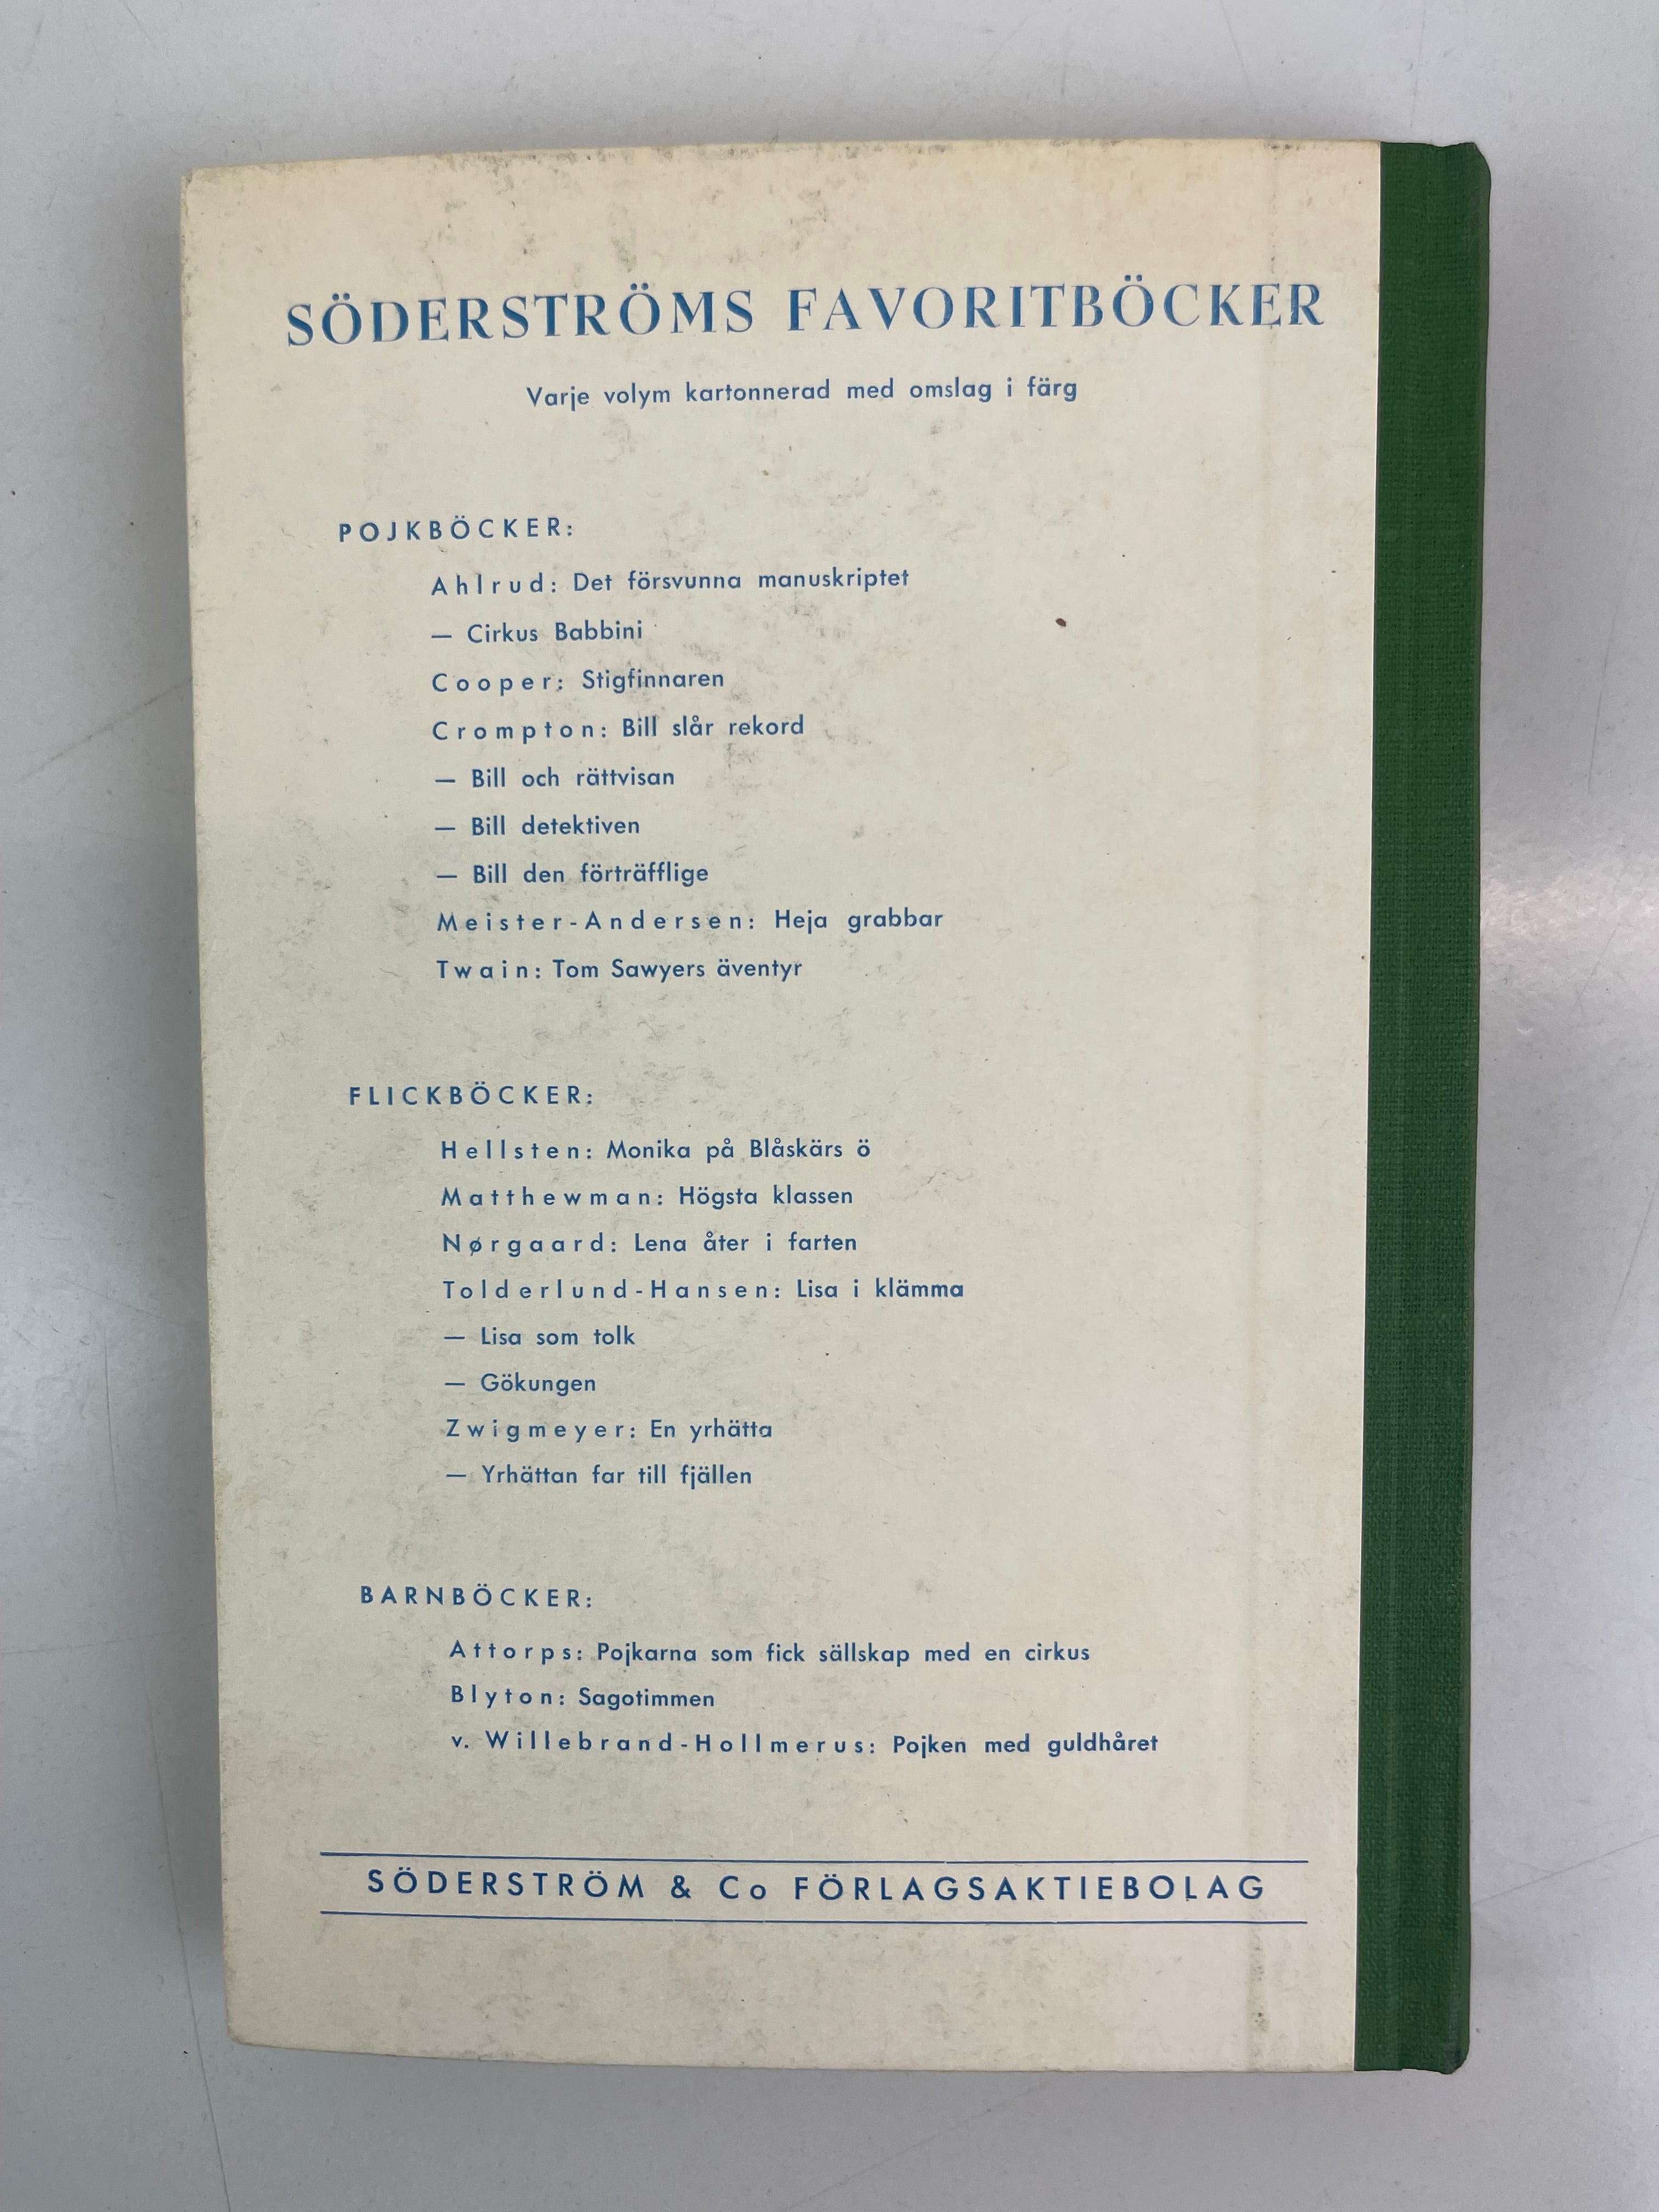 SÖDERSTRÖMS FAVORITBÖCKER
Varje volym kartonnerad med omslag i färg
POJKBÖCKER:
Ahlrud: Det försvunna manuskriptet
— Cirkus Babbini
Cooper: Stigfinnaren
Crompton: Bill slår rekord
— Bill och rättvisan
— Bill detektiven
— Bill den förträfflige
Meister-Andersen: Heja grabbar
Twain: Tom Sawyers äventyr
FLICKBÖCKER:
Hellsten: Monika på Blåskärs ö
Matthewman: Högsta klassen
Nørgaard: Lena åter i farten
Tolderlund-Hansen: Lisa i klämma
— Lisa som tolk
— Gökungen
Zwigmeyer: En yrhätta
— Yrhättan far till fjällen
BARNBÖCKER:
Attorps: Pojkarna som fick sällskap med en cirkus
Blyton: Sagotimmen
v. Willebrand-Hollmerus: Pojken med guldhåret
SÖDERSTRÖM & Co FÖRLAGSAKTIEBOLAG